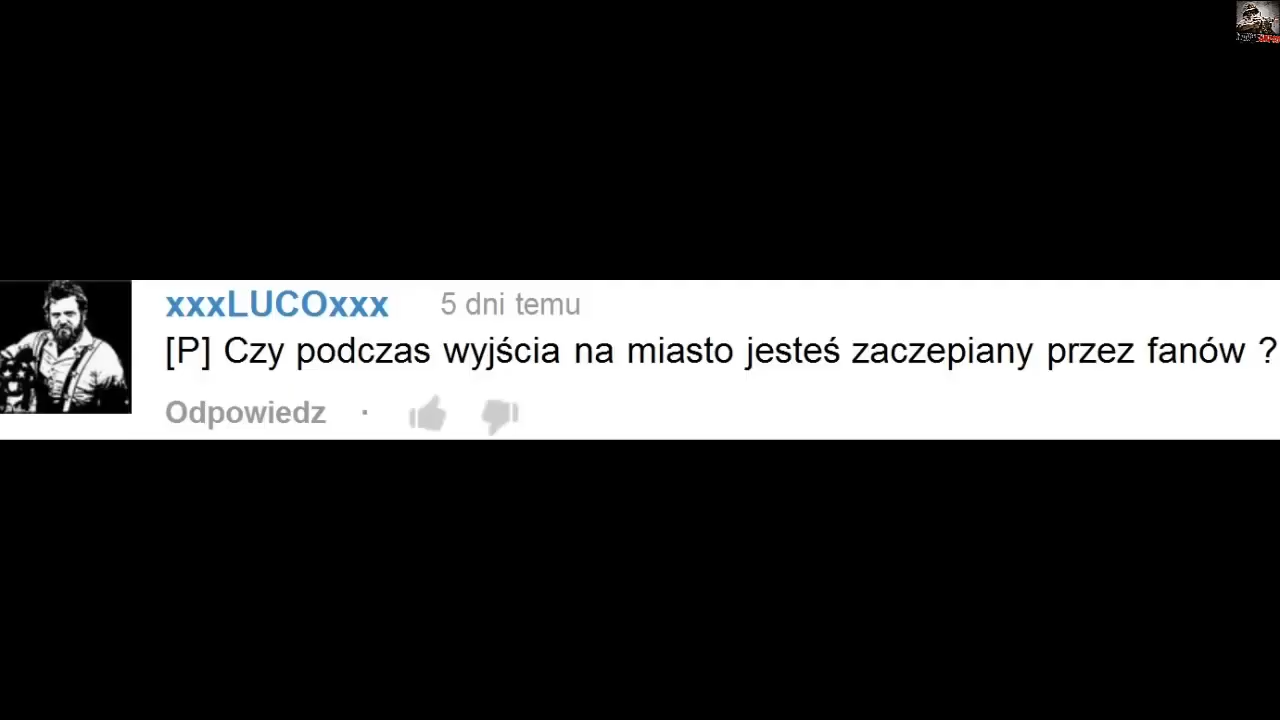 xxxLUCOxxx 5 dni temu
[P] Czy podczas wyjścia na miasto jesteś zaczepiany przez fanów ?
Odpowiedz ·